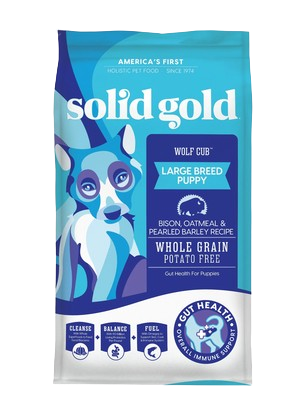 AMERICA'S FIRST
HOLISTIC PET FOOD · SINCE 1974
solid gold
WOLF CUB™
LARGE BREED
PUPPY
BISON, OATMEAL &
PEARLED BARLEY RECIPE
WHOLE GRAIN
POTATO FREE
Gut Health For Puppies
GUT HEALTH
OVERALL IMMUNE SUPPORT
CLEANSE
BALANCE
FUEL